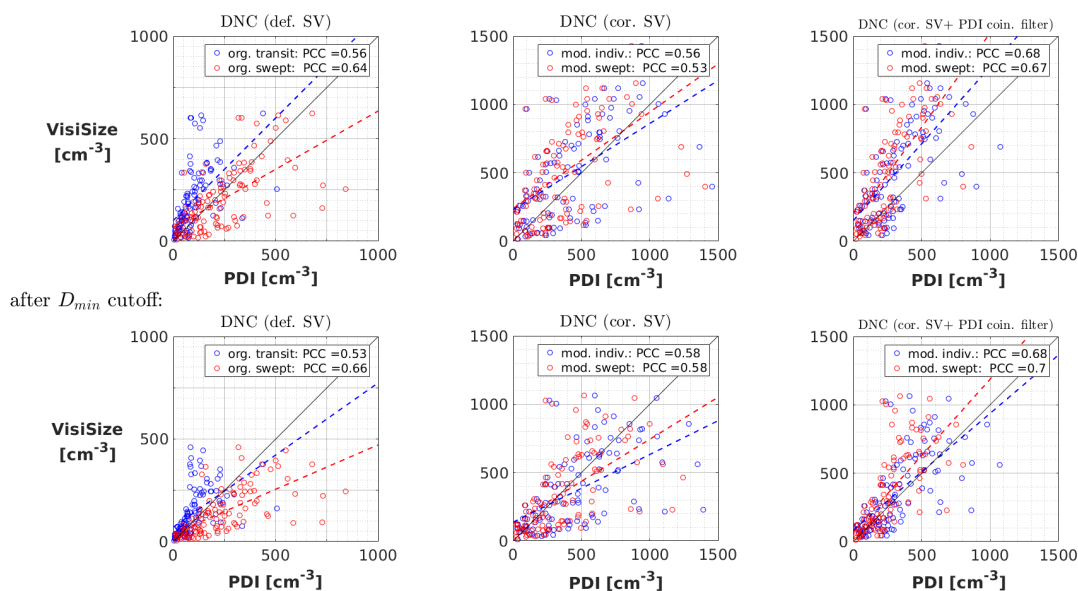 DNC (def. SV)
1000
500
0
0
500
1000
VisiSize
[cm-3]
PDI [cm-3]
org. transit: PCC =0.56
org. swept: PCC =0.64
DNC (cor. SV)
1500
1000
500
0
0
500
1000
1500
PDI [cm-3]
mod. indiv.: PCC =0.56
mod. swept: PCC =0.53
DNC (cor. SV+ PDI coin. filter)
1500
1000
500
0
0
500
1000
1500
PDI [cm-3]
mod. indiv.: PCC =0.68
mod. swept: PCC =0.67
after Dmin cutoff:
DNC (def. SV)
1000
500
0
0
500
1000
VisiSize
[cm-3]
PDI [cm-3]
org. transit: PCC =0.53
org. swept: PCC =0.66
DNC (cor. SV)
1500
1000
500
0
0
500
1000
1500
PDI [cm-3]
mod. indiv.: PCC =0.58
mod. swept: PCC =0.58
DNC (cor. SV+ PDI coin. filter)
1500
1000
500
0
0
500
1000
1500
PDI [cm-3]
mod. indiv.: PCC =0.68
mod. swept: PCC =0.7